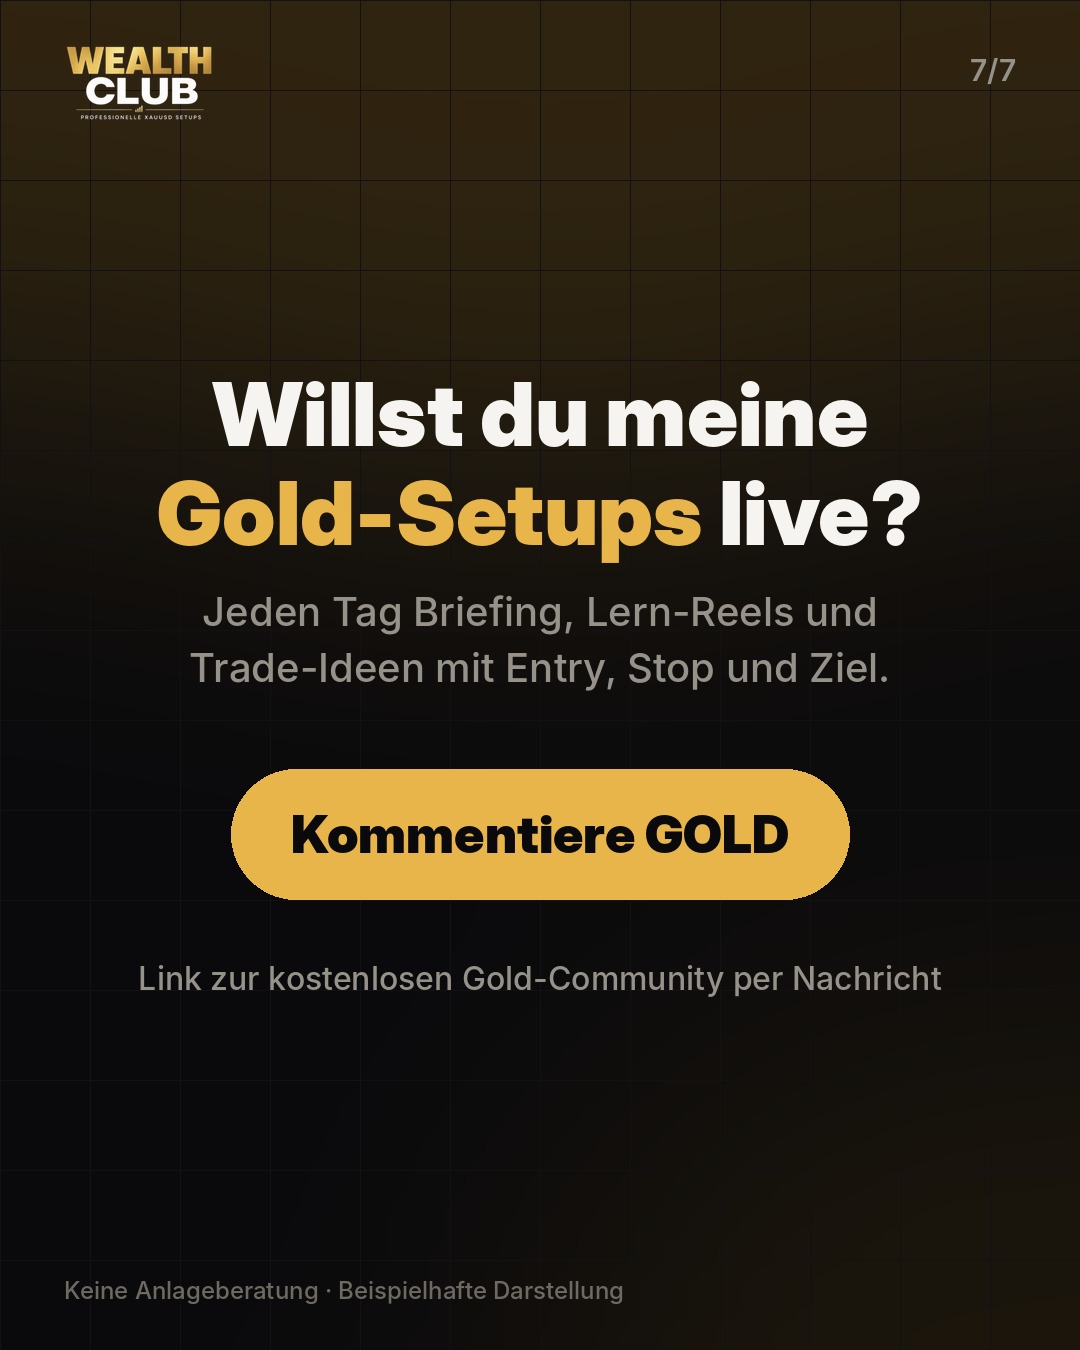 WEALTH
CLUB
PROFESSIONELLE XAUUSD SETUPS
7/7
Willst du meine
Gold-Setups live?
Jeden Tag Briefing, Lern-Reels und
Trade-Ideen mit Entry, Stop und Ziel.
Kommentiere GOLD
Link zur kostenlosen Gold-Community per Nachricht
Keine Anlageberatung · Beispielhafte Darstellung